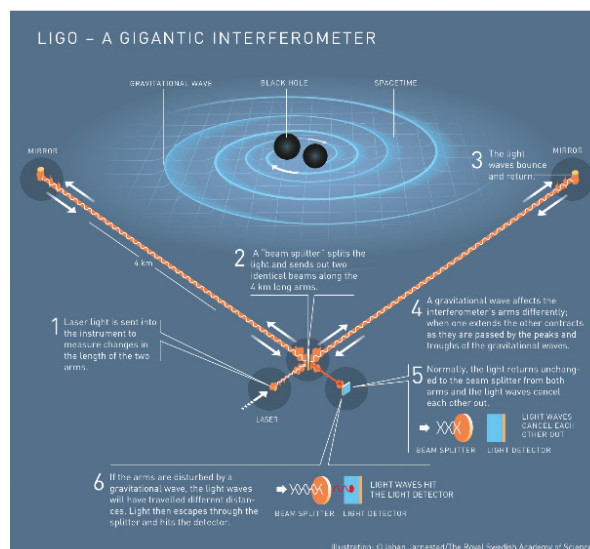 LIGO – A GIGANTIC INTERFEROMETER
GRAVITATIONAL WAVE
BLACK HOLE
SPACETIME
MIRROR
MIRROR
3 The light
waves bounce
and return.
4 km
2 A “beam splitter” splits the
light and sends out two
identical beams along the
4 km long arms.
1 Laser light is sent into
the instrument to
measure changes in
the length of the two
arms.
4 A gravitational wave affects the
interferometer's arms differently;
when one extends the other contracts
as they are passed by the peaks and
troughs of the gravitational waves.
LASER
5 Normally, the light returns unchang-
ed to the beam splitter from both
arms and the light waves cancel
each other out.
LIGHT WAVES
CANCEL EACH
OTHER OUT
BEAM SPLITTER
LIGHT DETECTOR
6 If the arms are disturbed by a
gravitational wave, the light waves
will have travelled different distan-
ces. Light then escapes through the
splitter and hits the detector.
LIGHT WAVES HIT
THE LIGHT DETECTOR
BEAM SPLITTER
LIGHT DETECTOR
Illustration: © Johan Jarnestad/The Royal Swedish Academy of Science